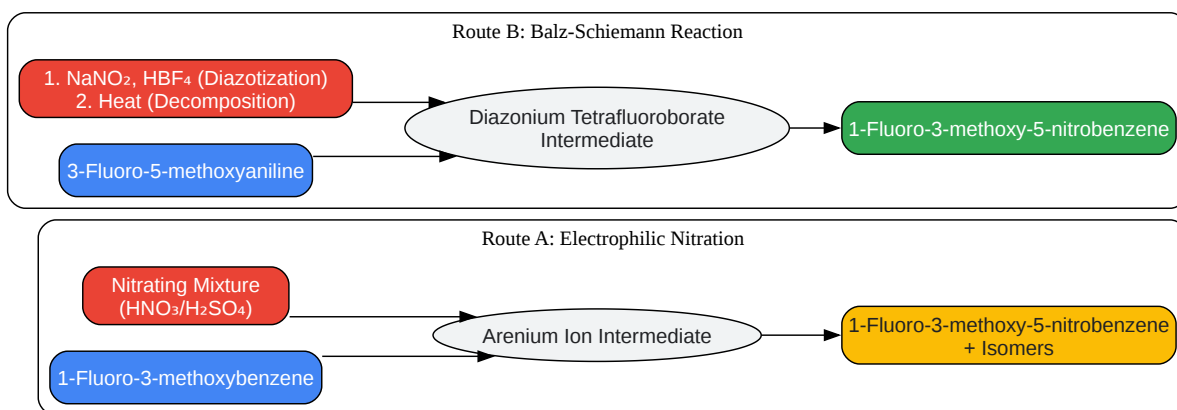 Route B: Balz-Schiemann Reaction
1. NaNO₂, HBF₄ (Diazotization)
2. Heat (Decomposition)
3-Fluoro-5-methoxyaniline
Diazonium Tetrafluoroborate
Intermediate
1-Fluoro-3-methoxy-5-nitrobenzene
Route A: Electrophilic Nitration
Nitrating Mixture
(HNO₃/H₂SO₄)
1-Fluoro-3-methoxybenzene
Arenium Ion Intermediate
1-Fluoro-3-methoxy-5-nitrobenzene
+ Isomers